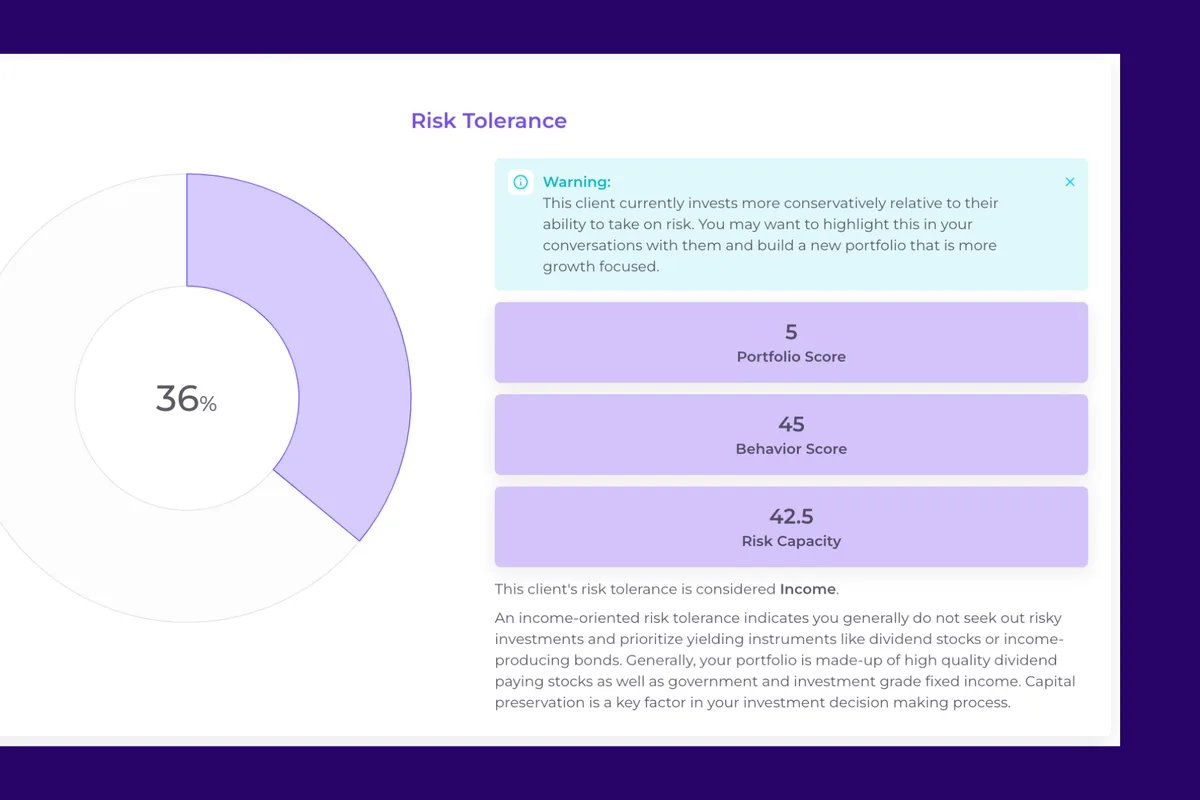 Risk Tolerance
Warning:
This client currently invests more conservatively relative to their
ability to take on risk. You may want to highlight this in your
conversations with them and build a new portfolio that is more
growth focused.
36%
5
Portfolio Score
45
Behavior Score
42.5
Risk Capacity
This client's risk tolerance is considered Income.
An income-oriented risk tolerance indicates you generally do not seek out risky
investments and prioritize yielding instruments like dividend stocks or income-
producing bonds. Generally, your portfolio is made-up of high quality dividend
paying stocks as well as government and investment grade fixed income. Capital
preservation is a key factor in your investment decision making process.